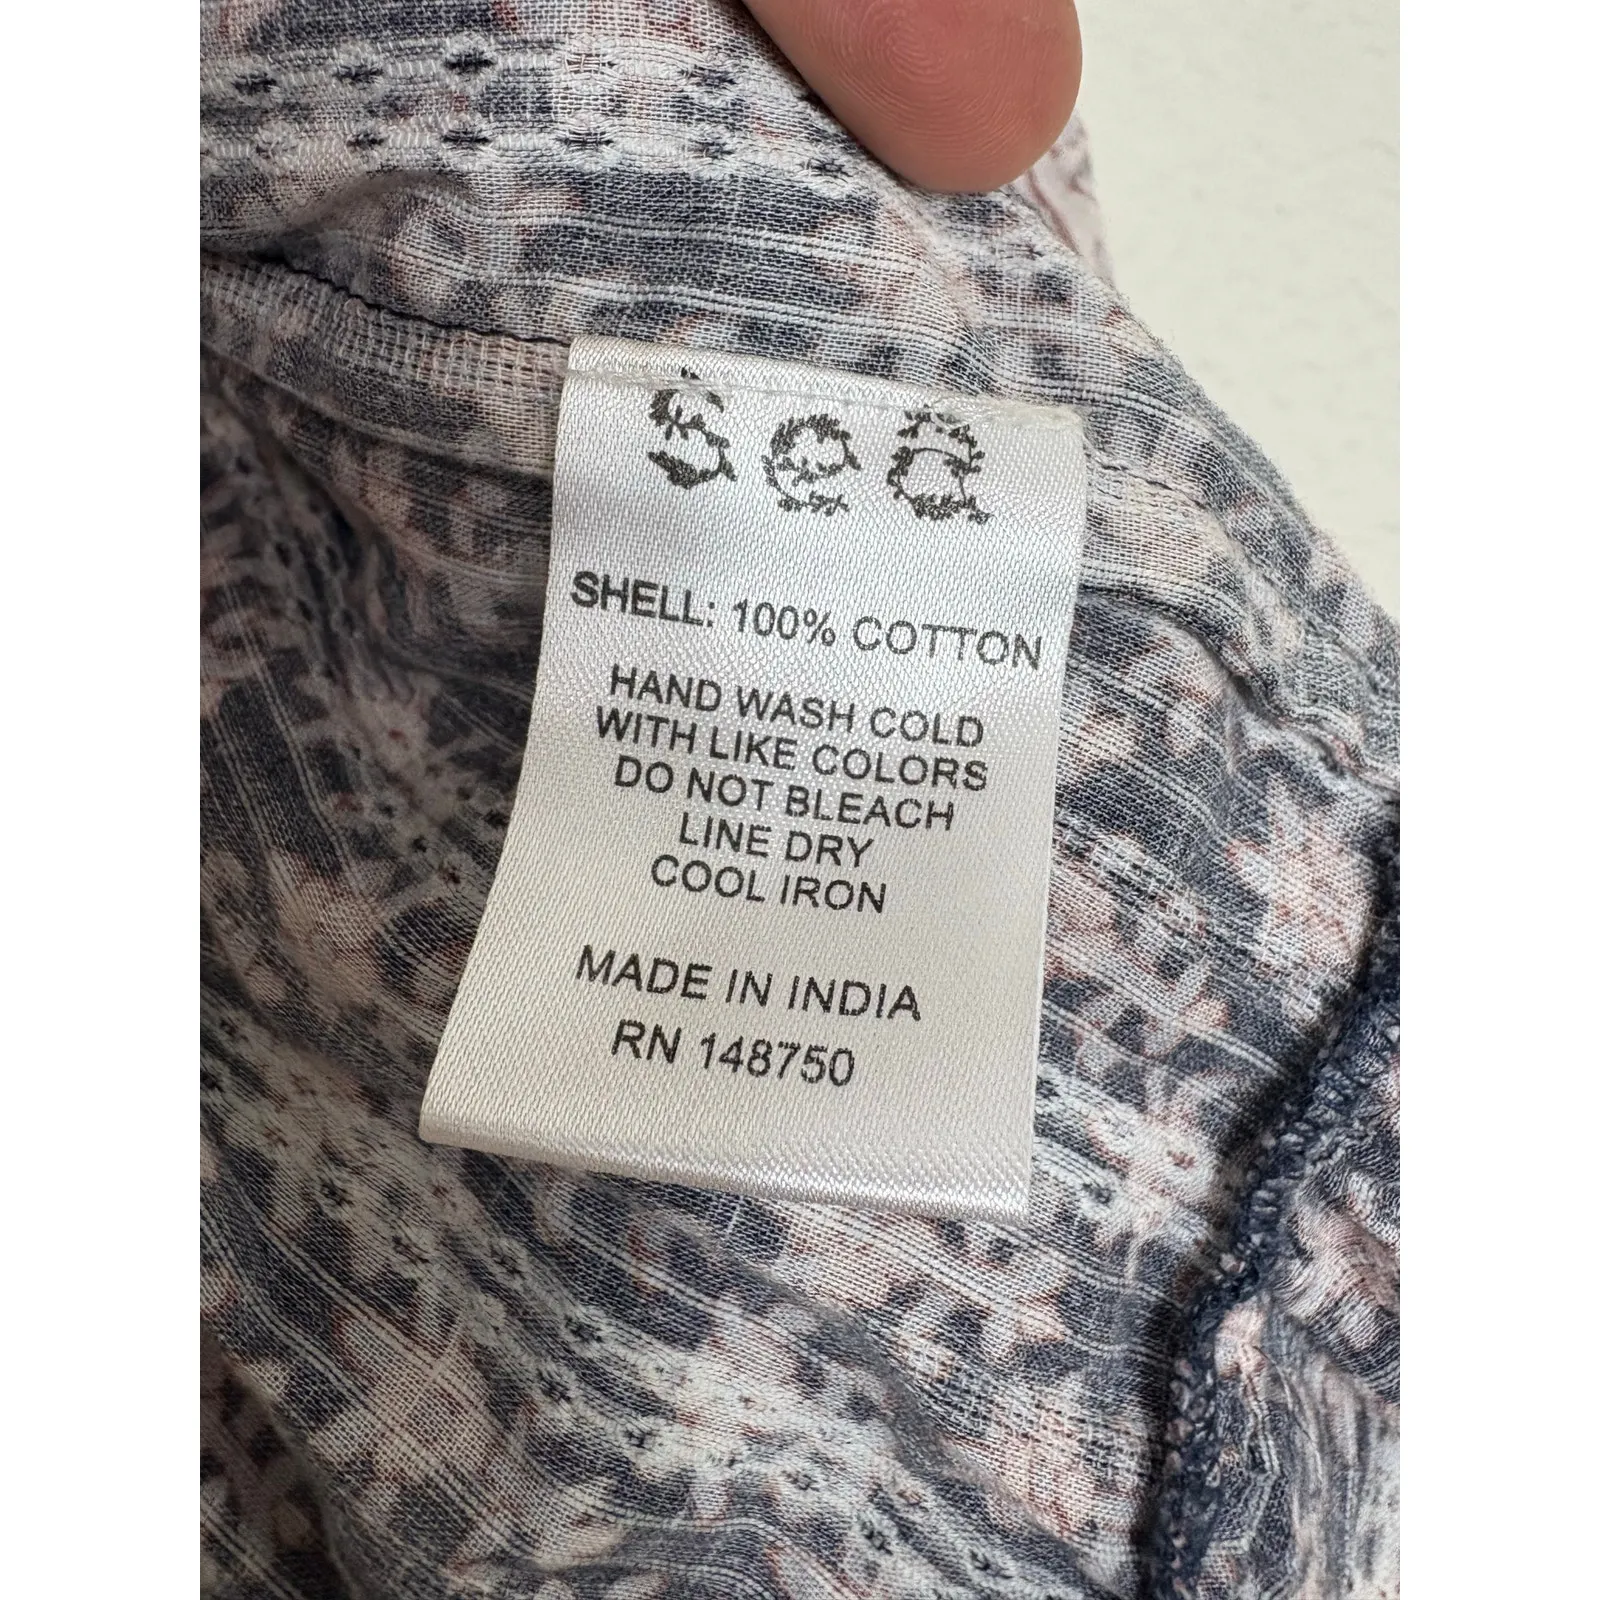 Sea
SHELL: 100% COTTON
HAND WASH COLD
WITH LIKE COLORS
DO NOT BLEACH
LINE DRY
COOL IRON
MADE IN INDIA
RN 148750